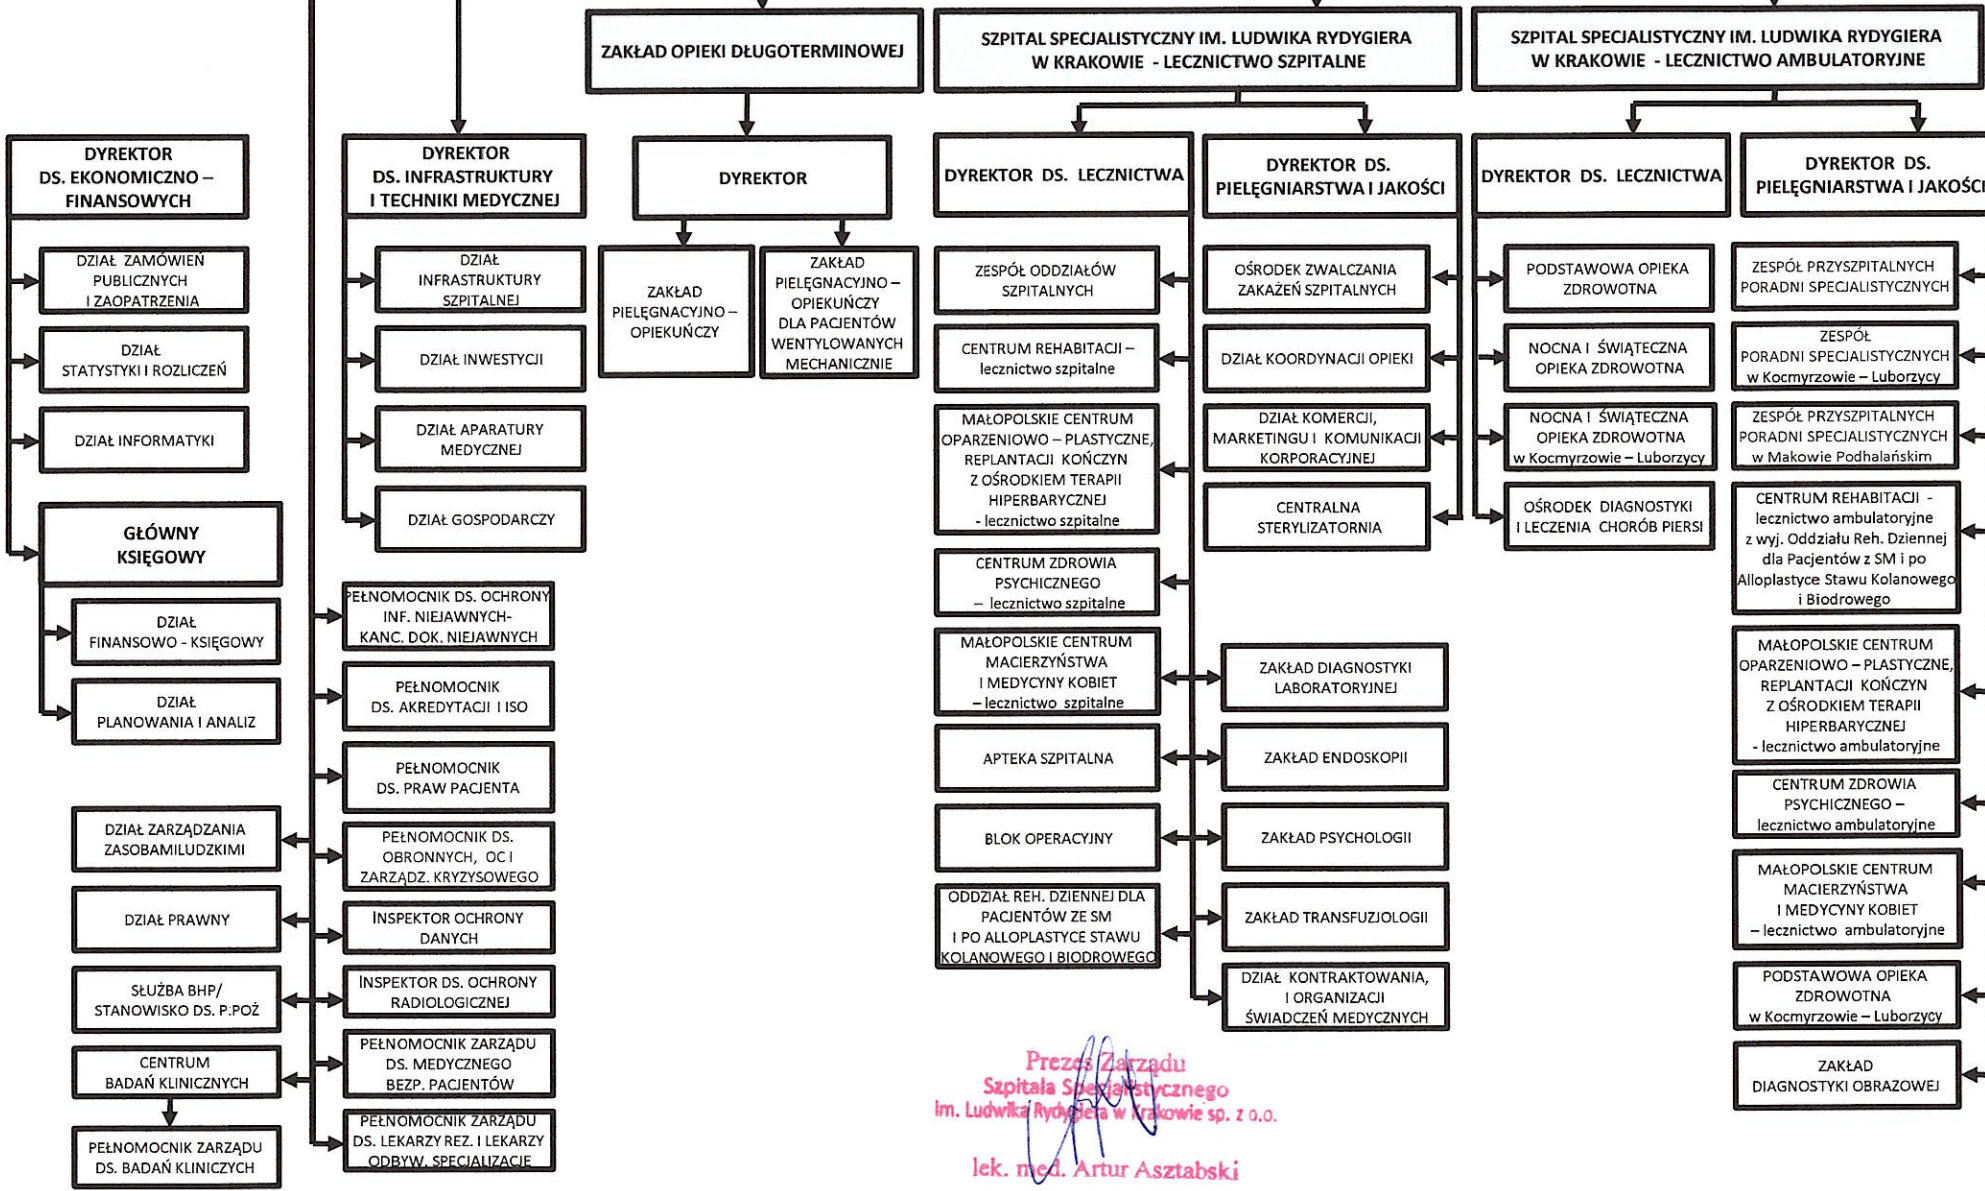 ZAKŁAD OPIEKI DŁUGOTERMINOWEJ
SZPITAL SPECJALISTYCZNY IM. LUDWIKA RYDYGIERA
W KRAKOWIE - LECZNICTWO SZPITALNE
SZPITAL SPECJALISTYCZNY IM. LUDWIKA RYDYGIERA
W KRAKOWIE - LECZNICTWO AMBULATORYJNE
DYREKTOR
DS. EKONOMICZNO –
FINANSOWYCH
DZIAŁ ZAMÓWIEŃ
PUBLICZNYCH
I ZAOPATRZENIA
DZIAŁ
STATYSTYKI I ROZLICZEŃ
DZIAŁ INFORMATYKI
GŁÓWNY
KSIĘGOWY
DZIAŁ
FINANSOWO - KSIĘGOWY
DZIAŁ
PLANOWANIA I ANALIZ
DZIAŁ ZARZĄDZANIA
ZASOBAMILUDZKIMI
DZIAŁ PRAWNY
SŁUŻBA BHP/
STANOWISKO DS. P.POŻ
CENTRUM
BADAŃ KLINICZNYCH
PEŁNOMOCNIK ZARZĄDU
DS. BADAŃ KLINICZYCH
DYREKTOR
DS. INFRASTRUKTURY
I TECHNIKI MEDYCZNEJ
DZIAŁ
INFRASTRUKTURY
SZPITALNEJ
DZIAŁ INWESTYCJI
DZIAŁ APARATURY
MEDYCZNEJ
DZIAŁ GOSPODARCZY
PEŁNOMOCNIK DS. OCHRONY
INF. NIEJAWNYCH-
KANC. DOK. NIEJAWNYCH
PEŁNOMOCNIK
DS. AKREDYTACJI I ISO
PEŁNOMOCNIK
DS. PRAW PACJENTA
PEŁNOMOCNIK DS.
OBRONNYCH, OC I
ZARZĄDZ. KRYZYSOWEGO
INSPEKTOR OCHRONY
DANYCH
INSPEKTOR DS. OCHRONY
RADIOLOGICZNEJ
PEŁNOMOCNIK ZARZĄDU
DS. MEDYCZNEGO
BEZP. PACJENTÓW
PEŁNOMOCNIK ZARZĄDU
DS. LEKARZY REZ. I LEKARZY
ODBYW. SPECJALIZACJE
DYREKTOR
ZAKŁAD
PIELĘGNACYJNO –
OPIEKUŃCZY
ZAKŁAD
PIELĘGNACYJNO –
OPIEKUŃCZY
DLA PACJENTÓW
WENTYLOWANYCH
MECHANICZNIE
DYREKTOR DS. LECZNICTWA
ZESPÓŁ ODDZIAŁÓW
SZPITALNYCH
CENTRUM REHABITACJI –
lecznictwo szpitalne
MAŁOPOLSKIE CENTRUM
OPARZENIOWO – PLASTYCZNE,
REPLANTACJI KOŃCZYN
Z OŚRODKIEM TERAPII
HIPERBARYCZNEJ
- lecznictwo szpitalne
CENTRUM ZDROWIA
PSYCHICZNEGO
– lecznictwo szpitalne
MAŁOPOLSKIE CENTRUM
MACIERZYŃSTWA
I MEDYCYNY KOBIET
– lecznictwo szpitalne
APTEKA SZPITALNA
BLOK OPERACYJNY
ODDZIAŁ REH. DZIENNEJ DLA
PACJENTÓW ZE SM
I PO ALLOPLASTYCE STAWU
KOLANOWEGO I BIODROWEGO
DYREKTOR DS.
PIELĘGNIARSTWA I JAKOŚCI
OŚRODEK ZWALCZANIA
ZAKAŻEŃ SZPITALNYCH
DZIAŁ KOORDYNACJI OPIEKI
DZIAŁ KOMERCJI,
MARKETINGU I KOMUNIKACJI
KORPORACYJNEJ
CENTRALNA
STERYLIZATORNIA
ZAKŁAD DIAGNOSTYKI
LABORATORYJNEJ
ZAKŁAD ENDOSKOPII
ZAKŁAD PSYCHOLOGII
ZAKŁAD TRANSFUZJOLOGII
DZIAŁ KONTRAKTOWANIA,
I ORGANIZACJI
ŚWIADCZEŃ MEDYCZNYCH
DYREKTOR DS. LECZNICTWA
PODSTAWOWA OPIEKA
ZDROWOTNA
NOCNA I ŚWIĄTECZNA
OPIEKA ZDROWOTNA
NOCNA I ŚWIĄTECZNA
OPIEKA ZDROWOTNA
w Kocmyrzowie – Luborzycy
OŚRODEK DIAGNOSTYKI
I LECZENIA CHORÓB PIERSI
DYREKTOR DS.
PIELĘGNIARSTWA I JAKOŚCI
ZESPÓŁ PRZYSZPITALNYCH
PORADNI SPECJALISTYCZNYCH
ZESPÓŁ
PORADNI SPECJALISTYCZNYCH
w Kocmyrzowie – Luborzycy
ZESPÓŁ PRZYSZPITALNYCH
PORADNI SPECJALISTYCZNYCH
w Makowie Podhalańskim
CENTRUM REHABITACJI -
lecznictwo ambulatoryjne
z wyj. Oddziału Reh. Dziennej
dla Pacjentów z SM i po
Alloplastyce Stawu Kolanowego
i Biodrowego
MAŁOPOLSKIE CENTRUM
OPARZENIOWO – PLASTYCZNE,
REPLANTACJI KOŃCZYN
Z OŚRODKIEM TERAPII
HIPERBARYCZNEJ
- lecznictwo ambulatoryjne
CENTRUM ZDROWIA
PSYCHICZNEGO –
lecznictwo ambulatoryjne
MAŁOPOLSKIE CENTRUM
MACIERZYŃSTWA
I MEDYCYNY KOBIET
– lecznictwo ambulatoryjne
PODSTAWOWA OPIEKA
ZDROWOTNA
w Kocmyrzowie – Luborzycy
ZAKŁAD
DIAGNOSTYKI OBRAZOWEJ
Prezes Zarządu
Szpitala Specjalistycznego
im. Ludwika Rydygiera w Krakowie sp. z o.o.
lek. med. Artur Asztabski